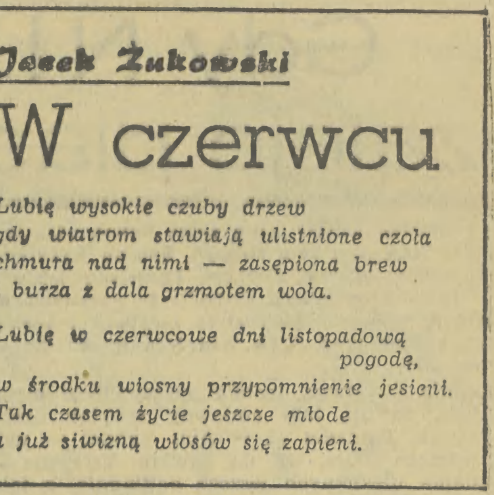 Jacek Żukowski
W czerwcu
Lubię wysokie czuby drzew
gdy wiatrom stawiają ulistnione czoła
chmura nad nimi — zasępiona brew
burza z dala grzmotem woła.
Lubię w czerwcowe dni listopadową
pogodę,
w środku wiosny przypomnienie jesieni.
Tak czasem życie jeszcze młode
a już siwizną włosów się zapieni.